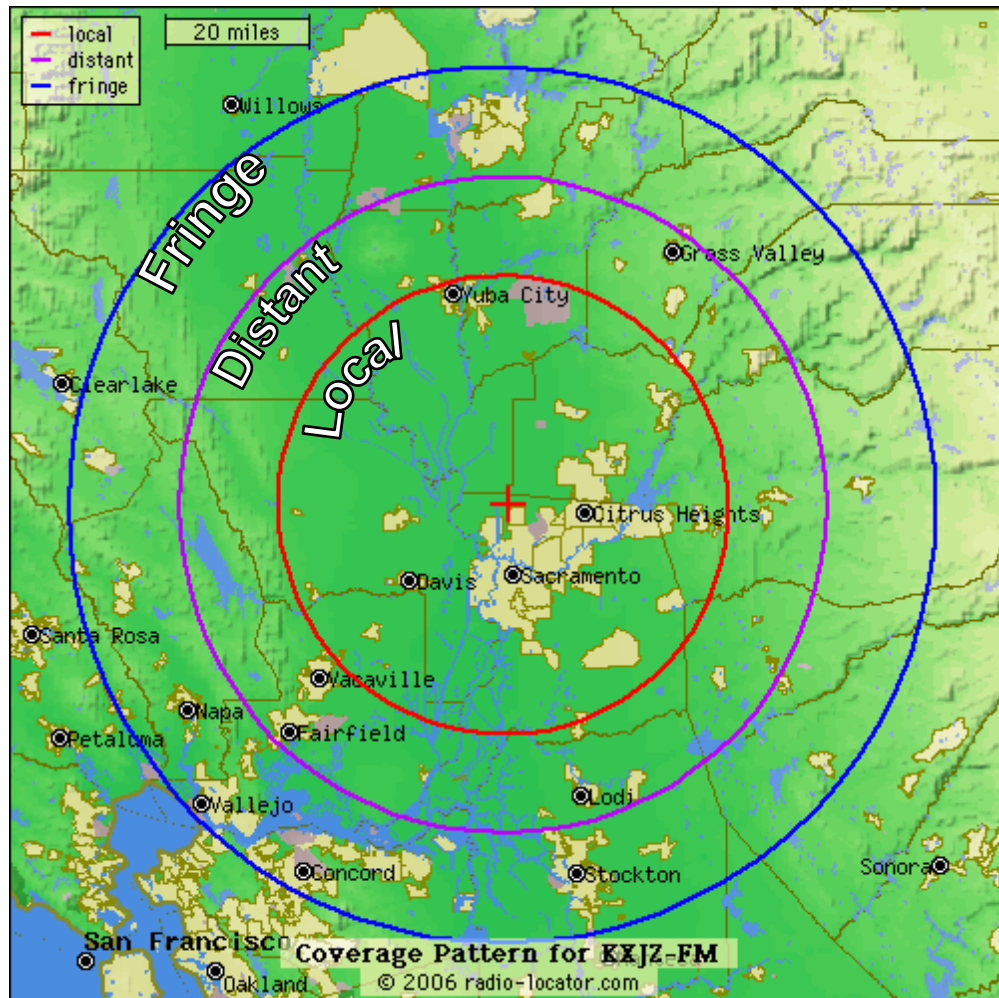 local
distant
fringe
20 miles
Willows
Fringe
Distant
Grass Valley
Yuba City
Local
Clearlake
Citrus Heights
Davis
Sacramento
Santa Rosa
Vacaville
Napa
Fairfield
Petaluma
Lodi
Vallejo
Sonora
Concord
Stockton
San Francisco
Coverage Pattern for KXJZ-FM
Oakland
© 2006 radio-locator.com